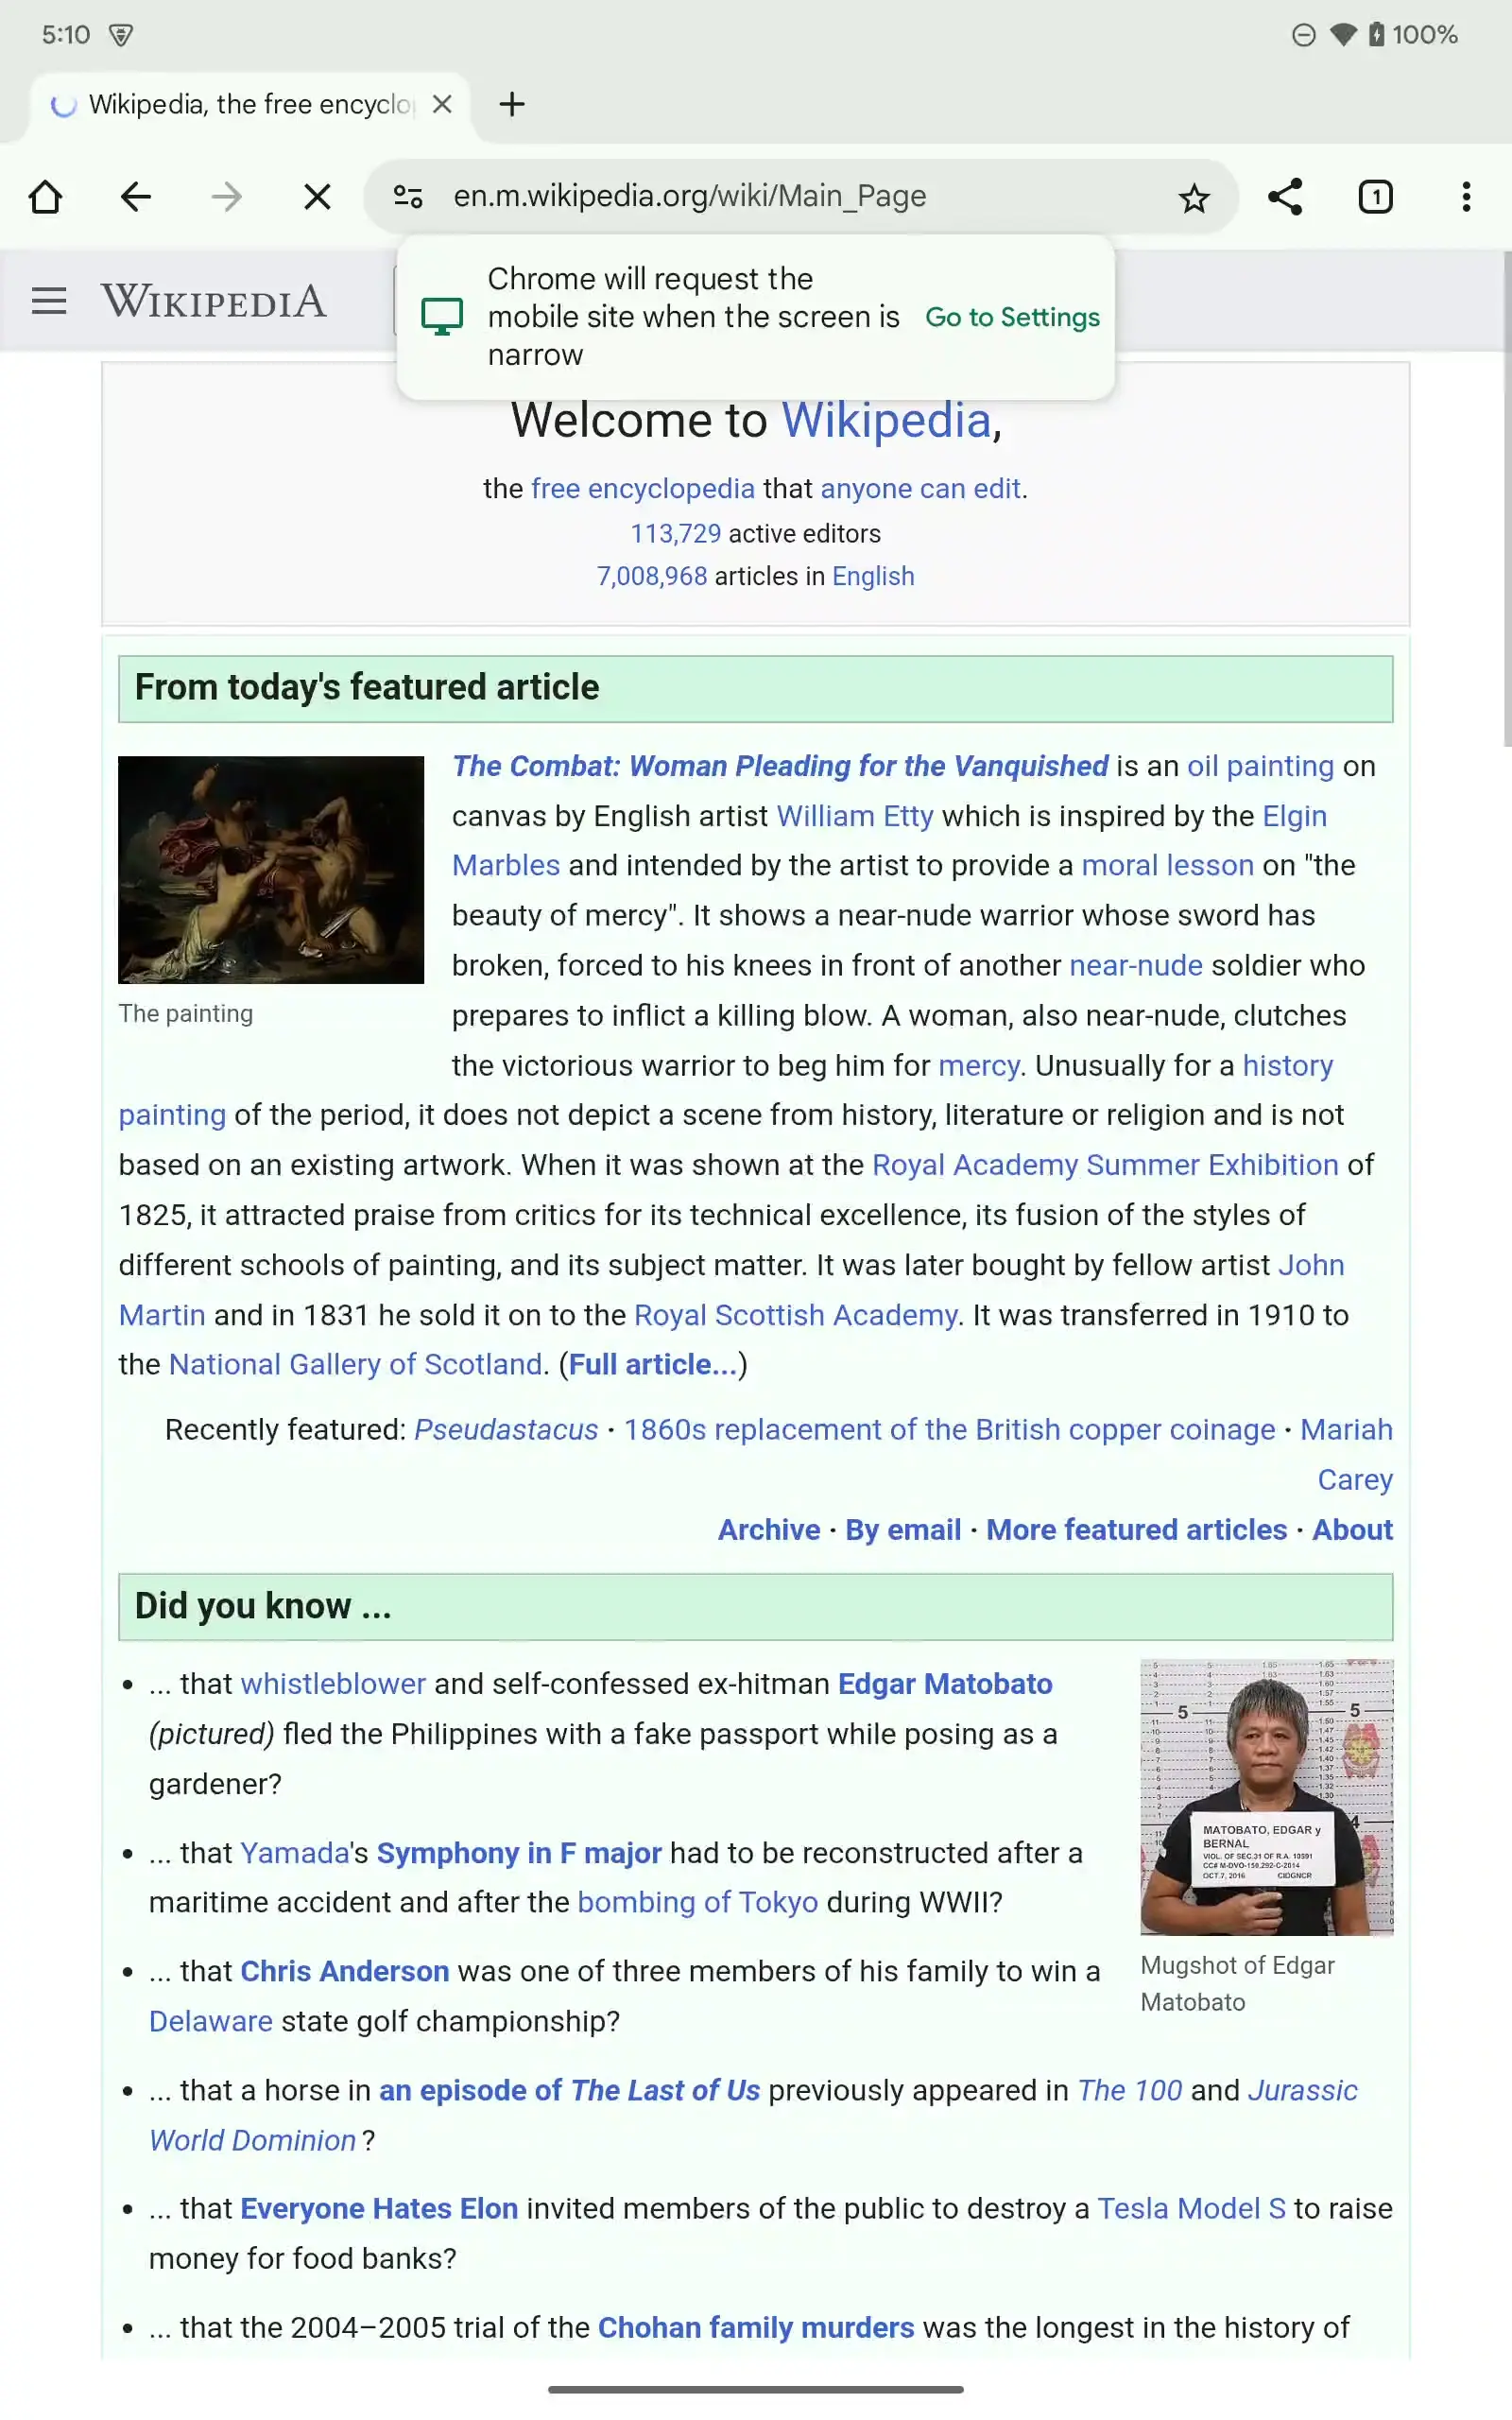 5:10
100%
Wikipedia, the free encyclo
en.m.wikipedia.org/wiki/Main_Page
1
WIKIPEDIA
Chrome will request the
mobile site when the screen is
narrow
Go to Settings
Welcome to Wikipedia,
the free encyclopedia that anyone can edit.
113,729 active editors
7,008,968 articles in English
From today's featured article
The Combat: Woman Pleading for the Vanquished is an oil painting on
canvas by English artist William Etty which is inspired by the Elgin
Marbles and intended by the artist to provide a moral lesson on "the
beauty of mercy". It shows a near-nude warrior whose sword has
broken, forced to his knees in front of another near-nude soldier who
prepares to inflict a killing blow. A woman, also near-nude, clutches
the victorious warrior to beg him for mercy. Unusually for a history
The painting
painting of the period, it does not depict a scene from history, literature or religion and is not
based on an existing artwork. When it was shown at the Royal Academy Summer Exhibition of
1825, it attracted praise from critics for its technical excellence, its fusion of the styles of
different schools of painting, and its subject matter. It was later bought by fellow artist John
Martin and in 1831 he sold it on to the Royal Scottish Academy. It was transferred in 1910 to
the National Gallery of Scotland. (Full article...)
Recently featured: Pseudastacus · 1860s replacement of the British copper coinage · Mariah
Carey
Archive · By email · More featured articles · About
Did you know ...
• ... that whistleblower and self-confessed ex-hitman Edgar Matobato
(pictured) fled the Philippines with a fake passport while posing as a
gardener?
• ... that Yamada's Symphony in F major had to be reconstructed after a
maritime accident and after the bombing of Tokyo during WWII?
• ... that Chris Anderson was one of three members of his family to win a
Delaware state golf championship?
5
5
4
MATOBATO, EDGAR y
BERNAL
VIOL. OF SEC.31 OF R.A. 10591
CC# M-DVO-150,292-C-2014
OCT.7, 2016 CIDGNCR
Mugshot of Edgar
Matobato
• ... that a horse in an episode of The Last of Us previously appeared in The 100 and Jurassic
World Dominion?
• ... that Everyone Hates Elon invited members of the public to destroy a Tesla Model S to raise
money for food banks?
• ... that the 2004–2005 trial of the Chohan family murders was the longest in the history of